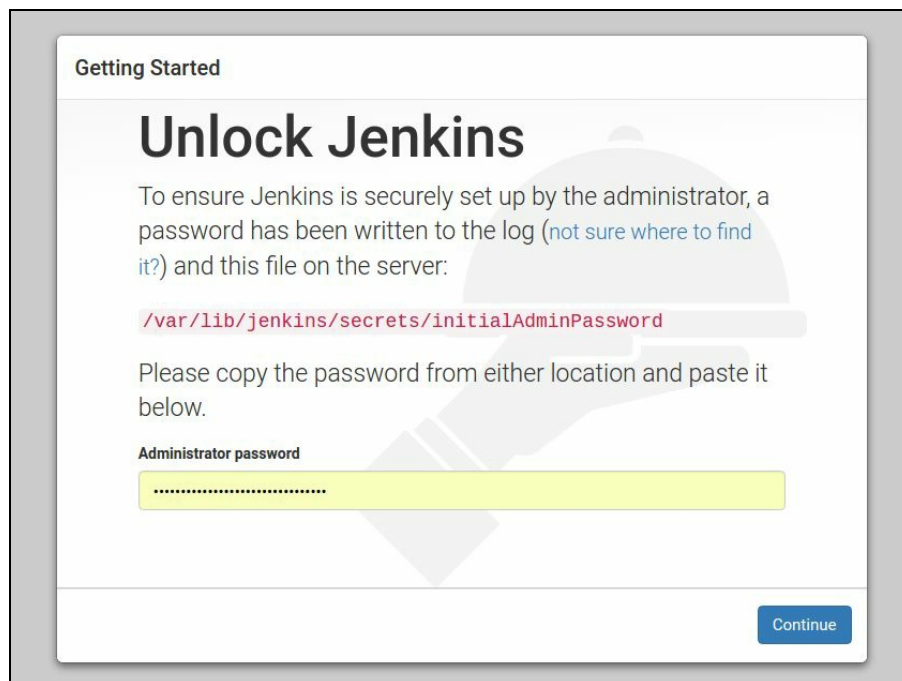 Getting Started
Unlock Jenkins
To ensure Jenkins is securely set up by the administrator, a
password has been written to the log (not sure where to find
it?) and this file on the server:
/var/lib/jenkins/secrets/initialAdminPassword
Please copy the password from either location and paste it
below.
Administrator password
Continue